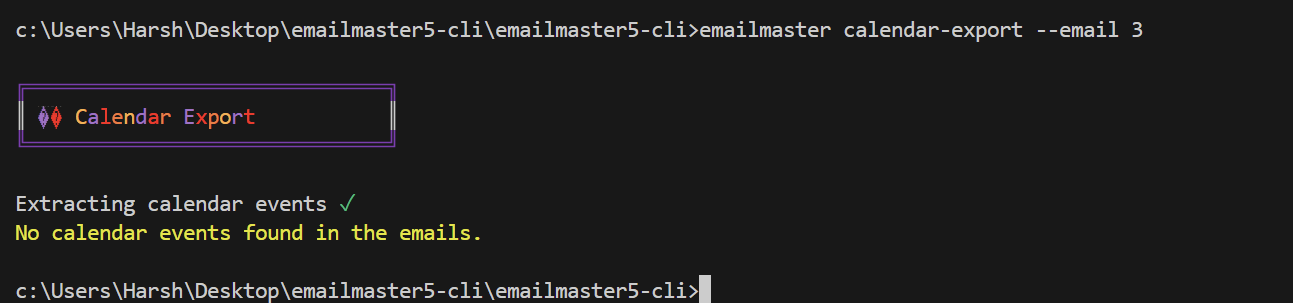 c:\Users\Harsh\Desktop\emailmaster5-cli\emailmaster5-cli>emailmaster calendar-export --email 3
�� Calendar Export
Extracting calendar events ✓
No calendar events found in the emails.
c:\Users\Harsh\Desktop\emailmaster5-cli\emailmaster5-cli>